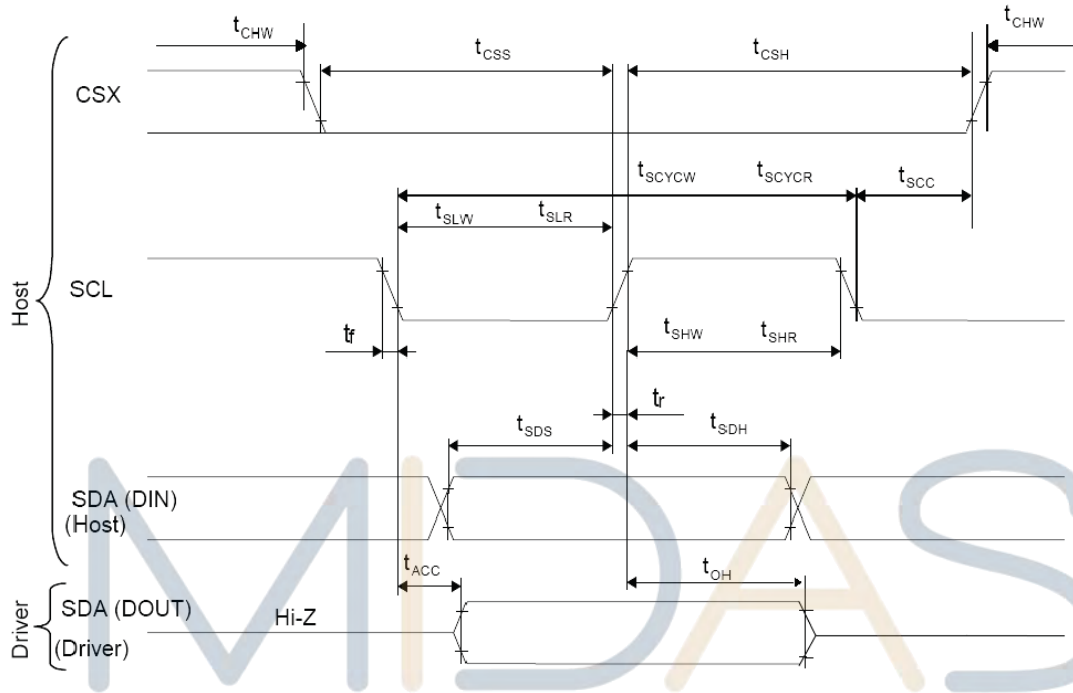 tCHW
tCHW
tCSS
tCSH
CSX
tSCYCW
tSCYCR
tSCC
tSLW
tSLR
Host
SCL
tf
tSHW
tSHR
tr
tSDS
tSDH
SDA (DIN)
(Host)
MIDAS
tACC
tOH
Driver
SDA (DOUT)
Hi-Z
(Driver)